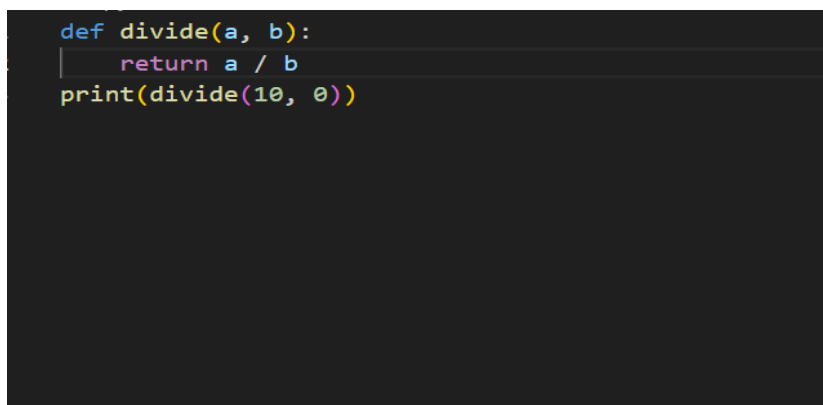 def divide(a, b):
    return a / b
print(divide(10, 0))